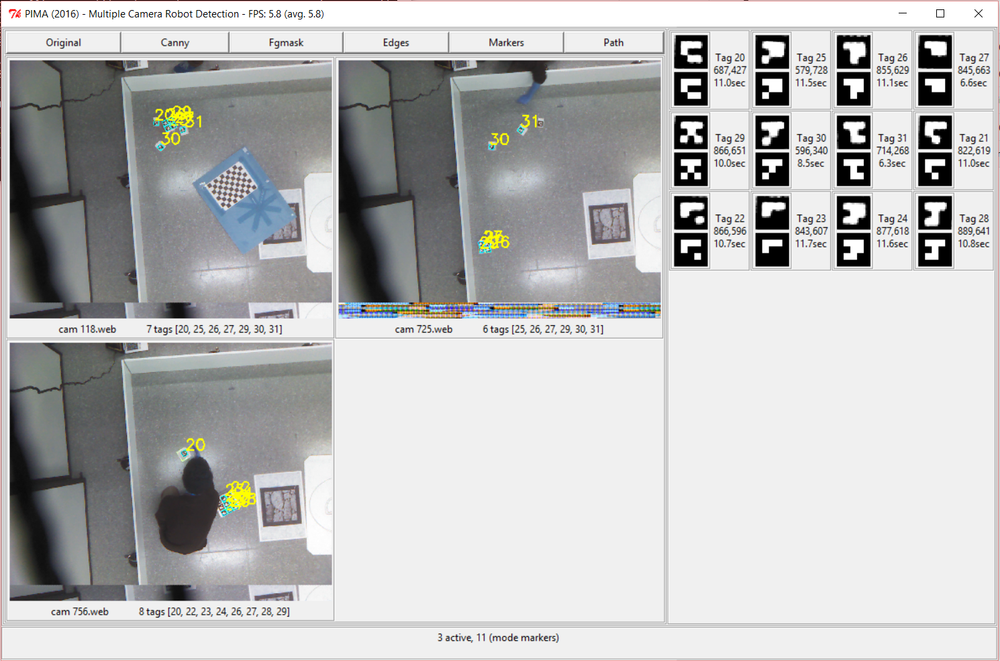 PIMA (2016) - Multiple Camera Robot Detection - FPS: 5.8 (avg. 5.8)
Original Canny Fgmask Edges Markers Path
20
31
30
cam 118.web 7 tags [20, 25, 26, 27, 29, 30, 31]
31
30
cam 725.web 6 tags [25, 26, 27, 29, 30, 31]
20
cam 756.web 8 tags [20, 22, 23, 24, 26, 27, 28, 29]
Tag 20
687,427
11.0sec
Tag 25
579,728
11.5sec
Tag 26
855,629
11.1sec
Tag 27
845,663
6.6sec
Tag 29
866,651
10.0sec
Tag 30
596,340
8.5sec
Tag 31
714,268
6.3sec
Tag 21
822,619
11.0sec
Tag 22
866,596
10.7sec
Tag 23
843,607
11.7sec
Tag 24
877,618
11.6sec
Tag 28
889,641
10.8sec
3 active, 11 (mode markers)